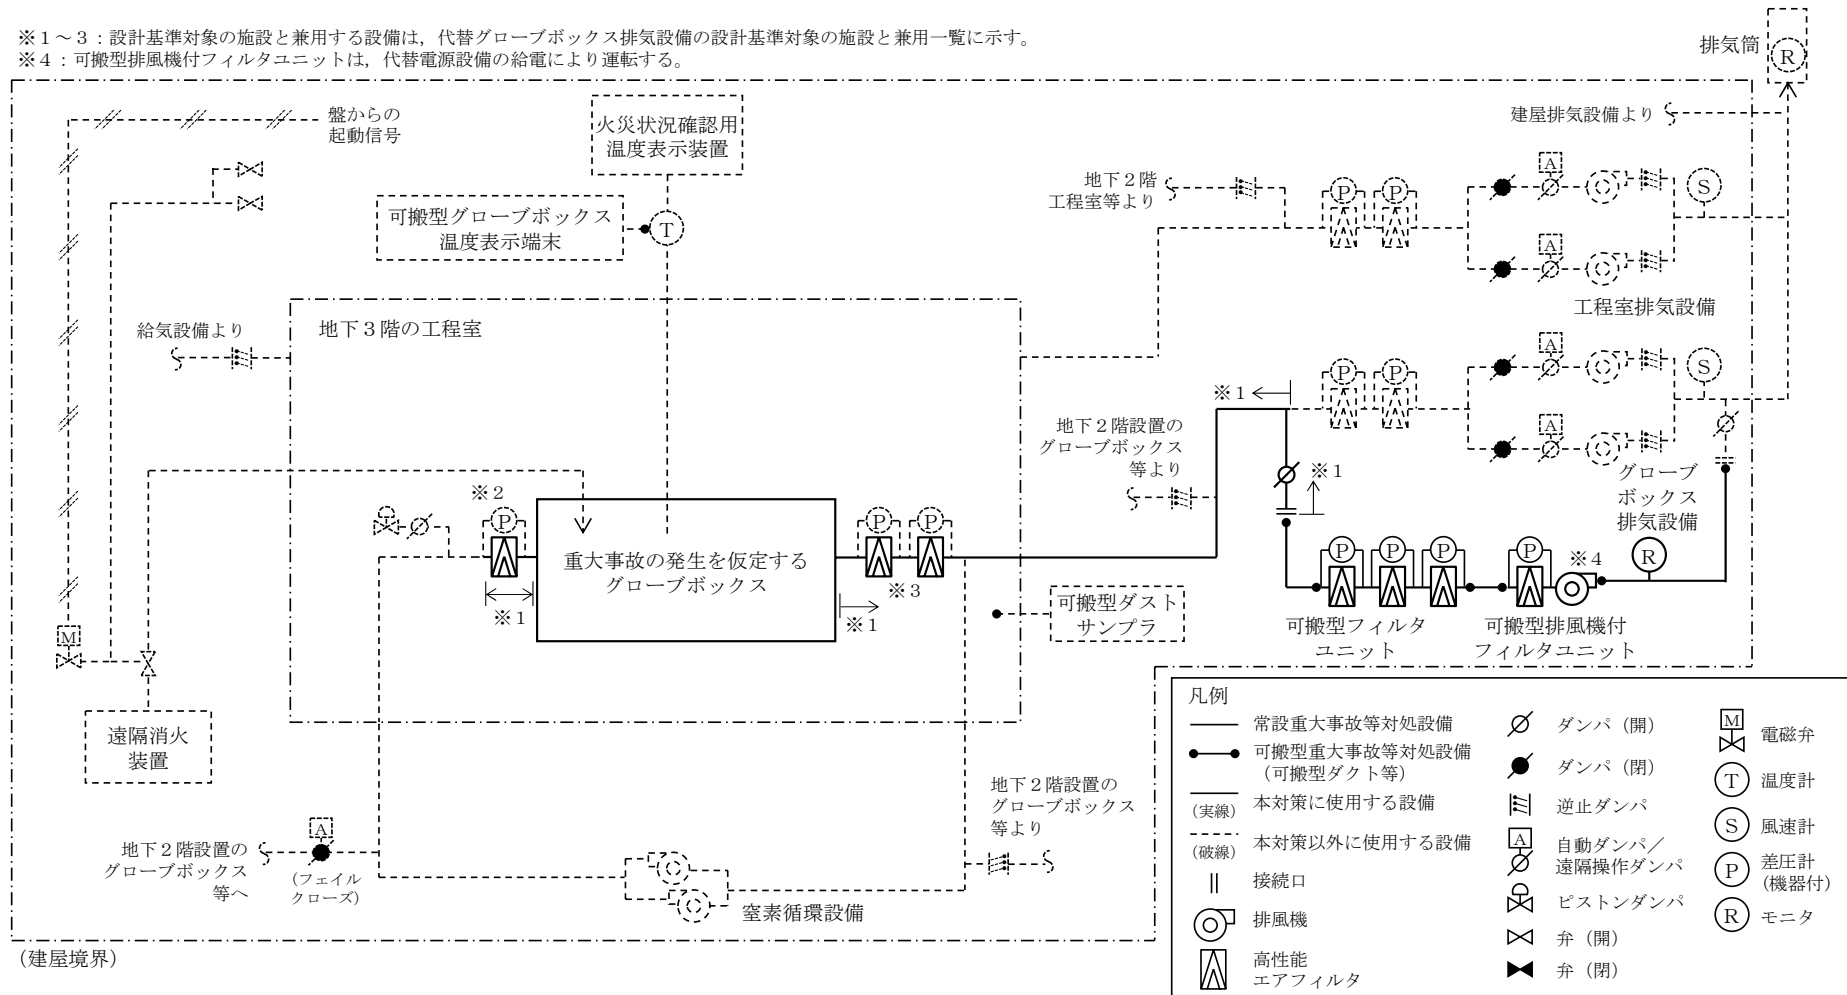 ※１～３：設計基準対象の施設と兼用する設備は，代替グローブボックス排気設備の設計基準対象の施設と兼用一覧に示す。
※４：可搬型排風機付フィルタユニットは，代替電源設備の給電により運転する。
排気筒
R
盤からの
起動信号
火災状況確認用
温度表示装置
建屋排気設備より
地下２階
工程室等より
P
P
A
S
可搬型グローブボックス
温度表示端末
T
A
工程室排気設備
給気設備より
地下３階の工程室
P
P
A
S
※１
A
地下２階設置の
グローブボックス
等より
※１
グローブ
ボックス
排気設備
※２
P
P
P
重大事故の発生を仮定する
グローブボックス
※３
※１
※１
P
P
P
P
※４
R
可搬型フィルタ
ユニット
可搬型排風機付
フィルタユニット
可搬型ダスト
サンプラ
M
遠隔消火
装置
地下２階設置の
グローブボックス
等より
A
地下２階設置の
グローブボックス
等へ
(フェイル
クローズ)
窒素循環設備
(建屋境界)
凡例
常設重大事故等対処設備
可搬型重大事故等対処設備
（可搬型ダクト等）
(実線)
本対策に使用する設備
(破線)
本対策以外に使用する設備
接続口
排風機
高性能
エアフィルタ
ダンパ（開）
ダンパ（閉）
逆止ダンパ
A
自動ダンパ／
遠隔操作ダンパ
ピストンダンパ
弁（開）
弁（閉）
M
電磁弁
T
温度計
S
風速計
P
差圧計
(機器付)
R
モニタ